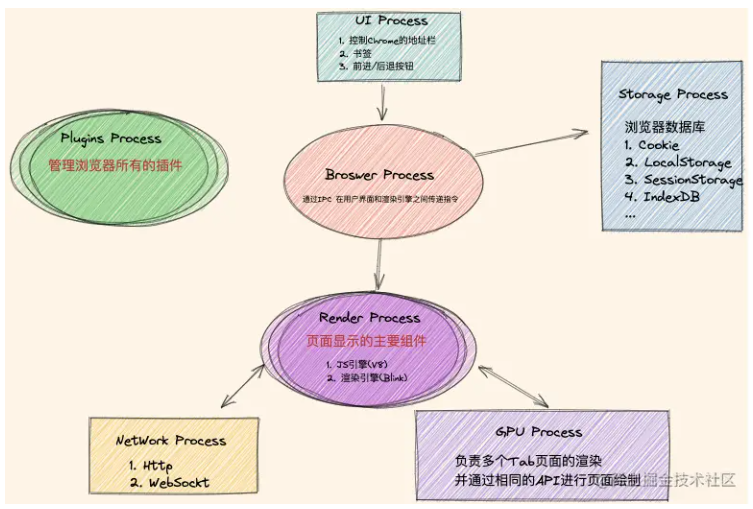 UI Process
1. 控制Chrome的地址栏
2. 书签
3. 前进/后退按钮
Plugins Process
管理浏览器所有的插件
Broswer Process
通过IPC 在用户界面和渲染引擎之间传递指令
Storage Process
浏览器数据库
1. Cookie
2. LocalStorage
3. SessionStorage
4. IndexDB
...
Render Process
页面显示的主要组件
1. JS引擎(V8)
2. 渲染引擎(Blink)
NetWork Process
1. Http
2. WebSockt
GPU Process
负责多个Tab页面的渲染
并通过相同的API进行页面绘制
掘金技术社区